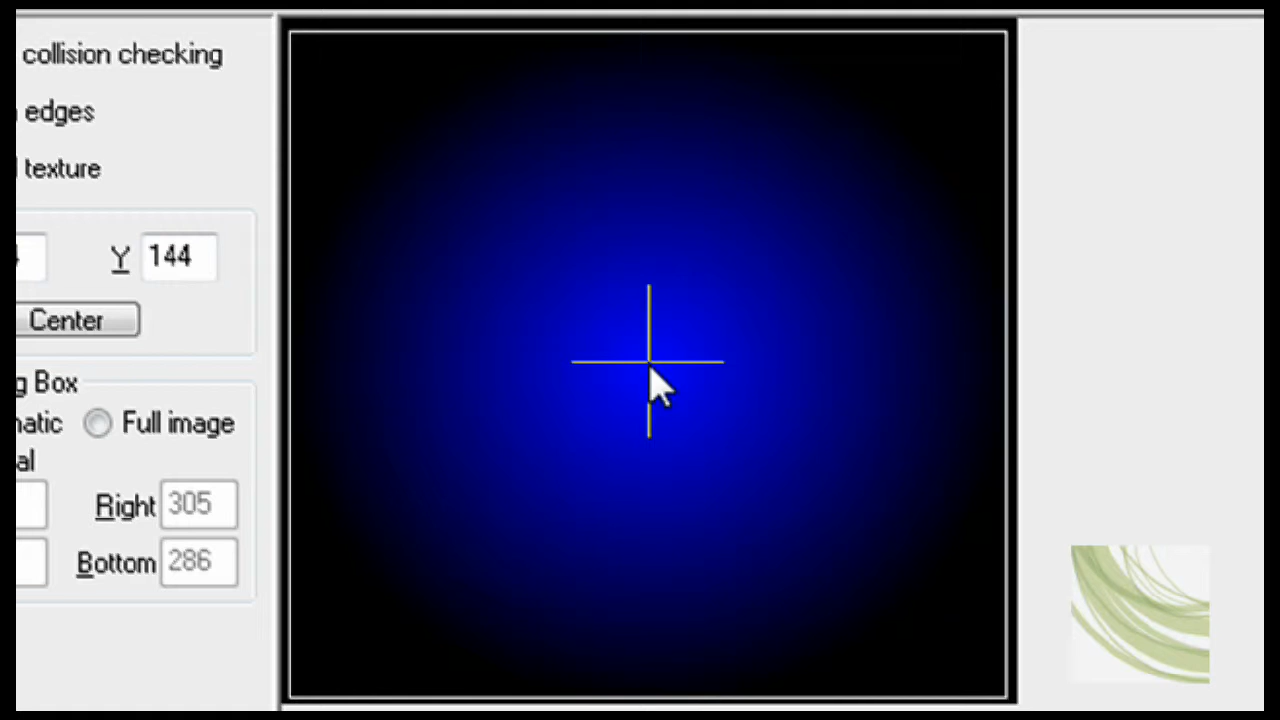 collision checking
edges
texture
Y 144
Center
g Box
Full image
Right 305
Bottom 286